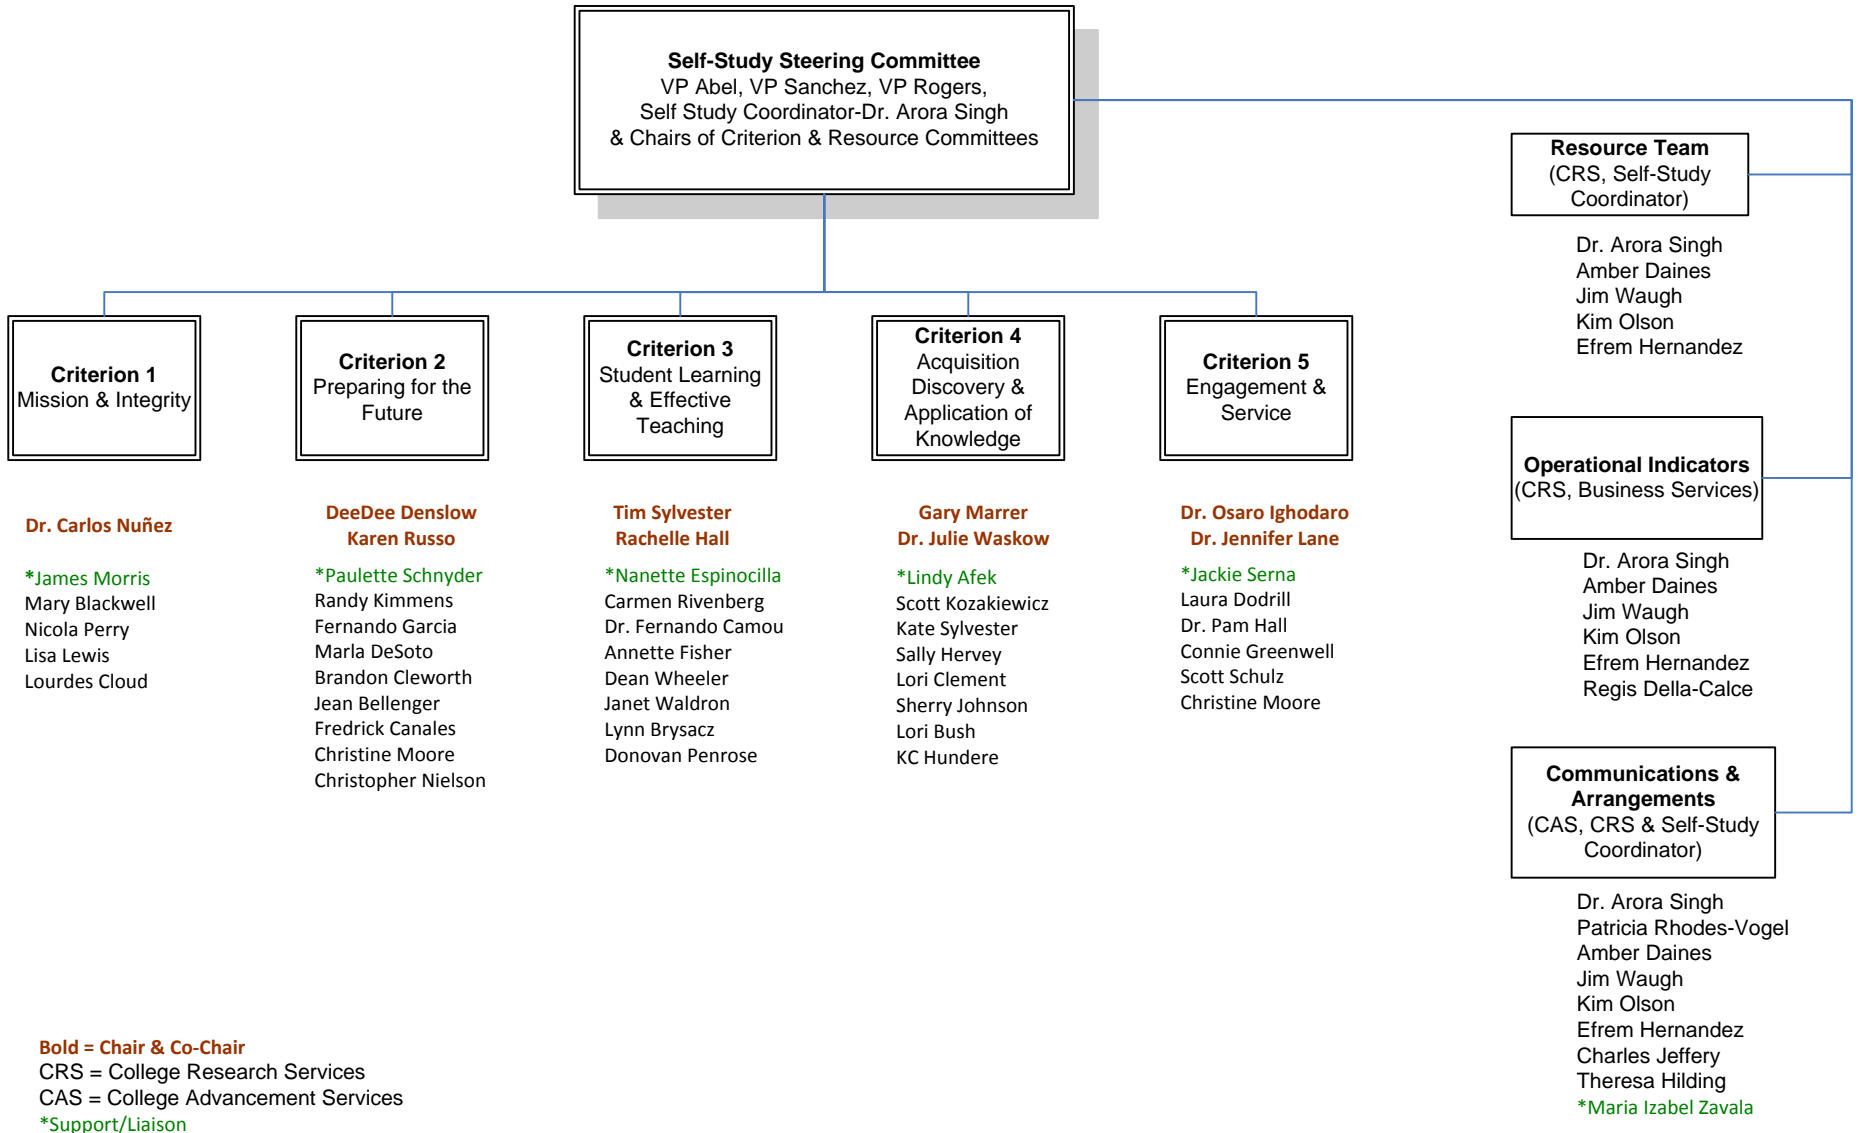 Self-Study Steering Committee
VP Abel, VP Sanchez, VP Rogers,
Self Study Coordinator-Dr. Arora Singh
& Chairs of Criterion & Resource Committees
Criterion 1
Mission & Integrity
Dr. Carlos Nuñez
*James Morris
Mary Blackwell
Nicola Perry
Lisa Lewis
Lourdes Cloud
Criterion 2
Preparing for the
Future
DeeDee Denslow
Karen Russo
*Paulette Schnyder
Randy Kimmens
Fernando Garcia
Marla DeSoto
Brandon Cleworth
Jean Bellenger
Fredrick Canales
Christine Moore
Christopher Nielson
Criterion 3
Student Learning
& Effective
Teaching
Tim Sylvester
Rachelle Hall
*Nanette Espinocilla
Carmen Rivenberg
Dr. Fernando Camou
Annette Fisher
Dean Wheeler
Janet Waldron
Lynn Brysacz
Donovan Penrose
Criterion 4
Acquisition
Discovery &
Application of
Knowledge
Gary Marrer
Dr. Julie Waskow
*Lindy Afek
Scott Kozakiewicz
Kate Sylvester
Sally Hervey
Lori Clement
Sherry Johnson
Lori Bush
KC Hundere
Criterion 5
Engagement &
Service
Dr. Osaro Ighodaro
Dr. Jennifer Lane
*Jackie Serna
Laura Dodrill
Dr. Pam Hall
Connie Greenwell
Scott Schulz
Christine Moore
Resource Team
(CRS, Self-Study
Coordinator)
Dr. Arora Singh
Amber Daines
Jim Waugh
Kim Olson
Efrem Hernandez
Operational Indicators
(CRS, Business Services)
Dr. Arora Singh
Amber Daines
Jim Waugh
Kim Olson
Efrem Hernandez
Regis Della-Calce
Communications &
Arrangements
(CAS, CRS & Self-Study
Coordinator)
Dr. Arora Singh
Patricia Rhodes-Vogel
Amber Daines
Jim Waugh
Kim Olson
Efrem Hernandez
Charles Jeffery
Theresa Hilding
*Maria Izabel Zavala
Bold = Chair & Co-Chair
CRS = College Research Services
CAS = College Advancement Services
*Support/Liaison